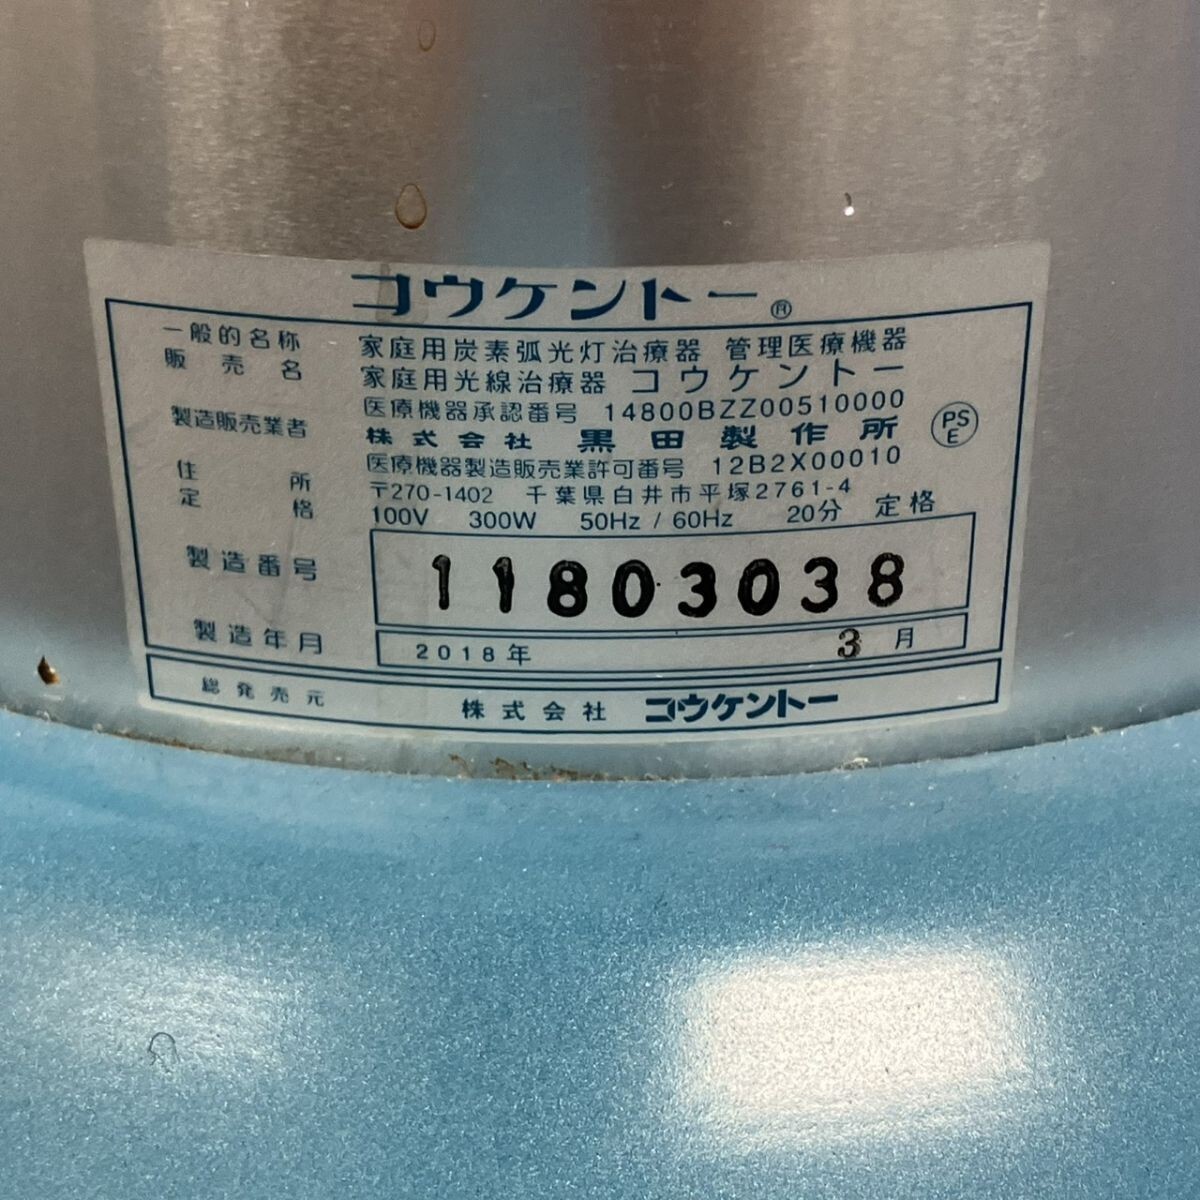 コウケントー®
一般的名称 家庭用炭素弧光灯治療器 管理医療機器
販売名 家庭用光線治療器 コウケントー
医療機器承認番号 14800BZZ00510000
製造販売業者 株式会社 黒田製作所 PSE
医療機器製造販売業許可番号 12B2X00010
住所 〒270-1402 千葉県白井市平塚2761-4
定格 100V 300W 50Hz / 60Hz 20分 定格
製造番号 11803038
製造年月 2018年 3月
総発売元 株式会社 コウケントー